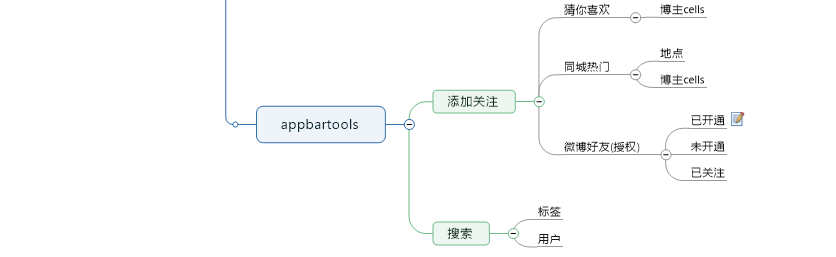 猜你喜欢
博主cells
同城热门
地点
博主cells
添加关注
appbartools
微博好友(授权)
已开通
未开通
已关注
搜索
标签
用户